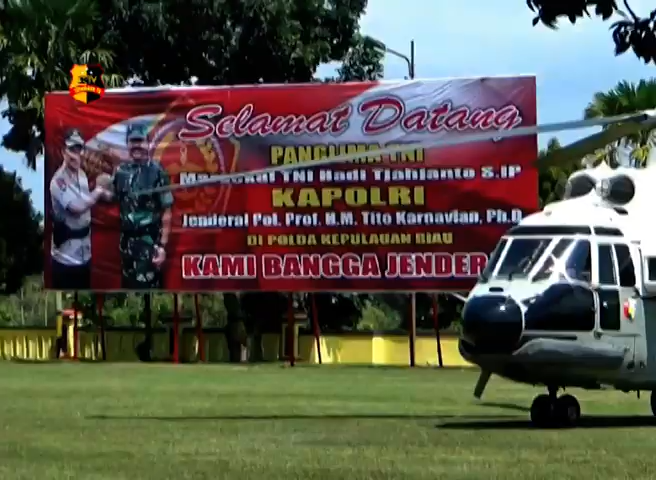 Selamat Datang
PANGLIMA TNI
Marsekal TNI Hadi Tjahjanto S.IP
KAPOLRI
Jenderal Pol. Prof. H.M. Tito Karnavian, Ph.D
DI POLDA KEPULAUAN RIAU
KAMI BANGGA JENDER